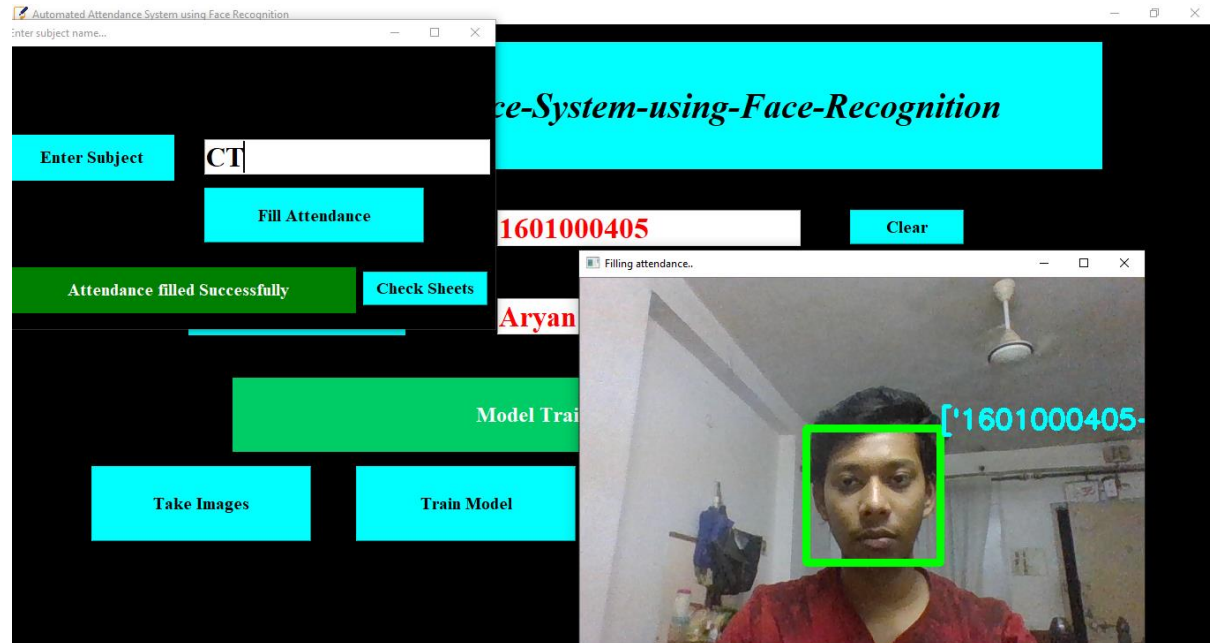 Automated Attendance System using Face Recognition
Enter subject name...
ce-System-using-Face-Recognition
Enter Subject
CT
Fill Attendance
1601000405
Clear
Filling attendance..
Attendance filled Successfully
Check Sheets
Aryan
['1601000405-
Model Trai
Take Images
Train Model